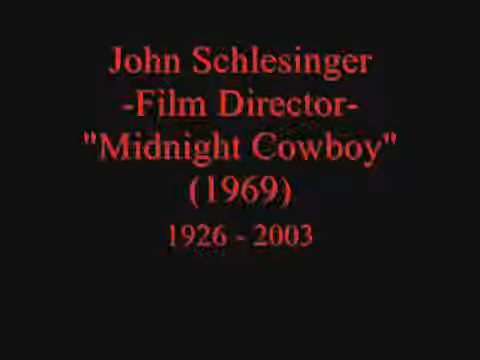 John Schlesinger
-Film Director-
"Midnight Cowboy"
(1969)
1926 - 2003